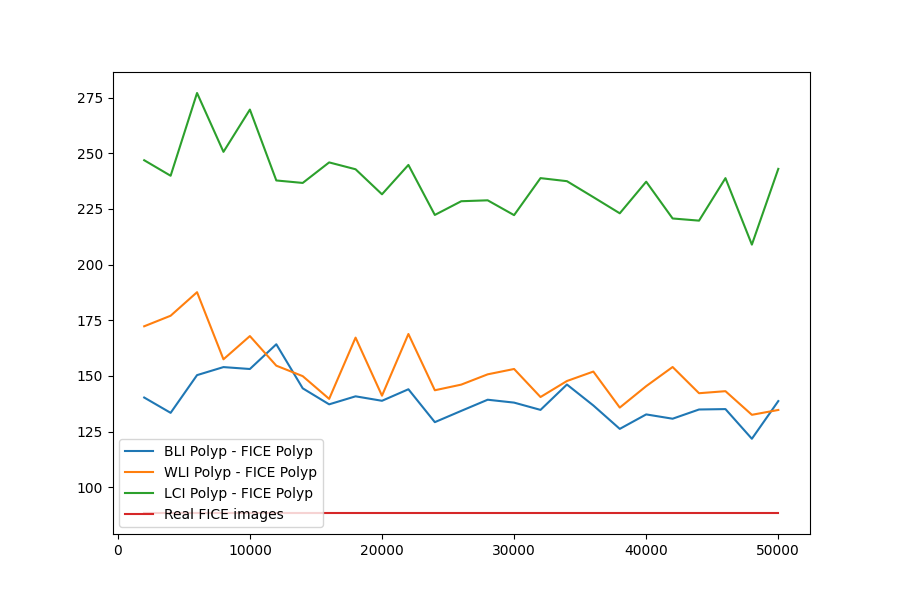 275
250
225
200
175
150
125
100
BLI Polyp - FICE Polyp
WLI Polyp - FICE Polyp
LCI Polyp - FICE Polyp
Real FICE images
0 10000 20000 30000 40000 50000